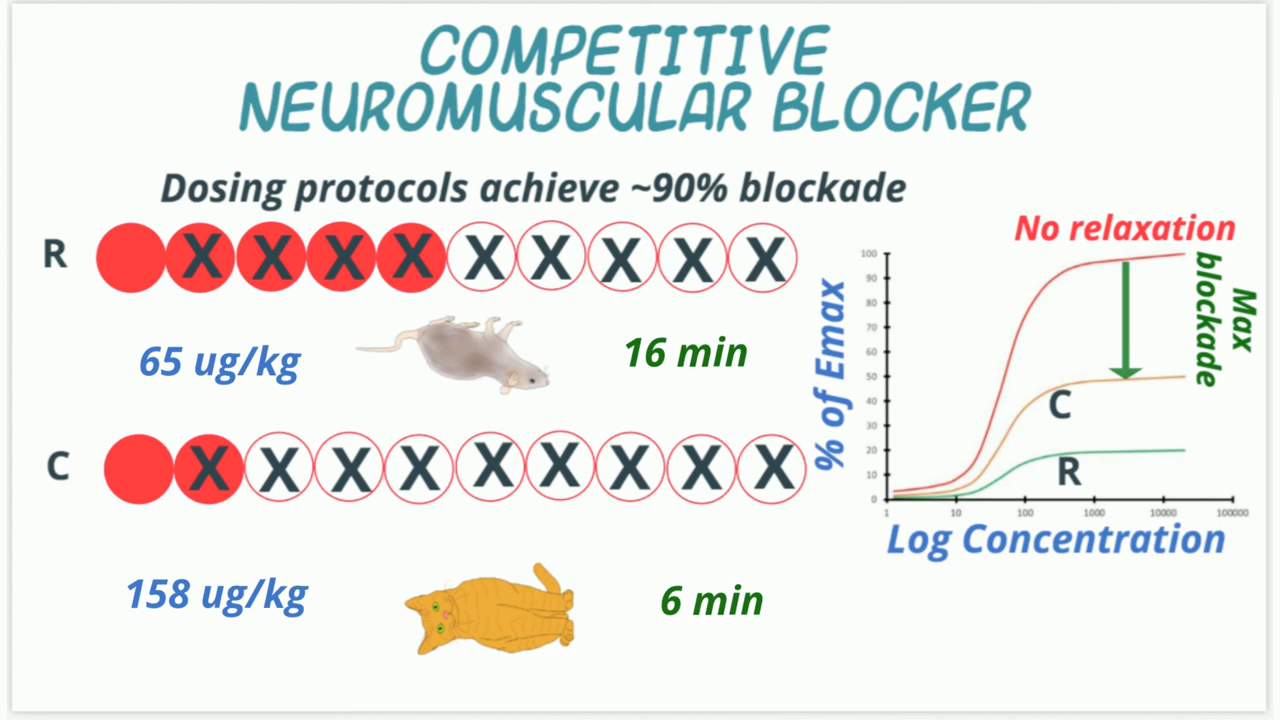 COMPETITIVE
NEUROMUSCULAR BLOCKER
Dosing protocols achieve ~90% blockade
R
X X X X X X X X X
65 ug/kg
16 min
C
X X X X X X X X X
158 ug/kg
6 min
No relaxation
Max
blockade
% of Emax
100
90
80
70
60
50
40
30
20
10
0
C
R
1 10 100 1000 10000 100000
Log Concentration